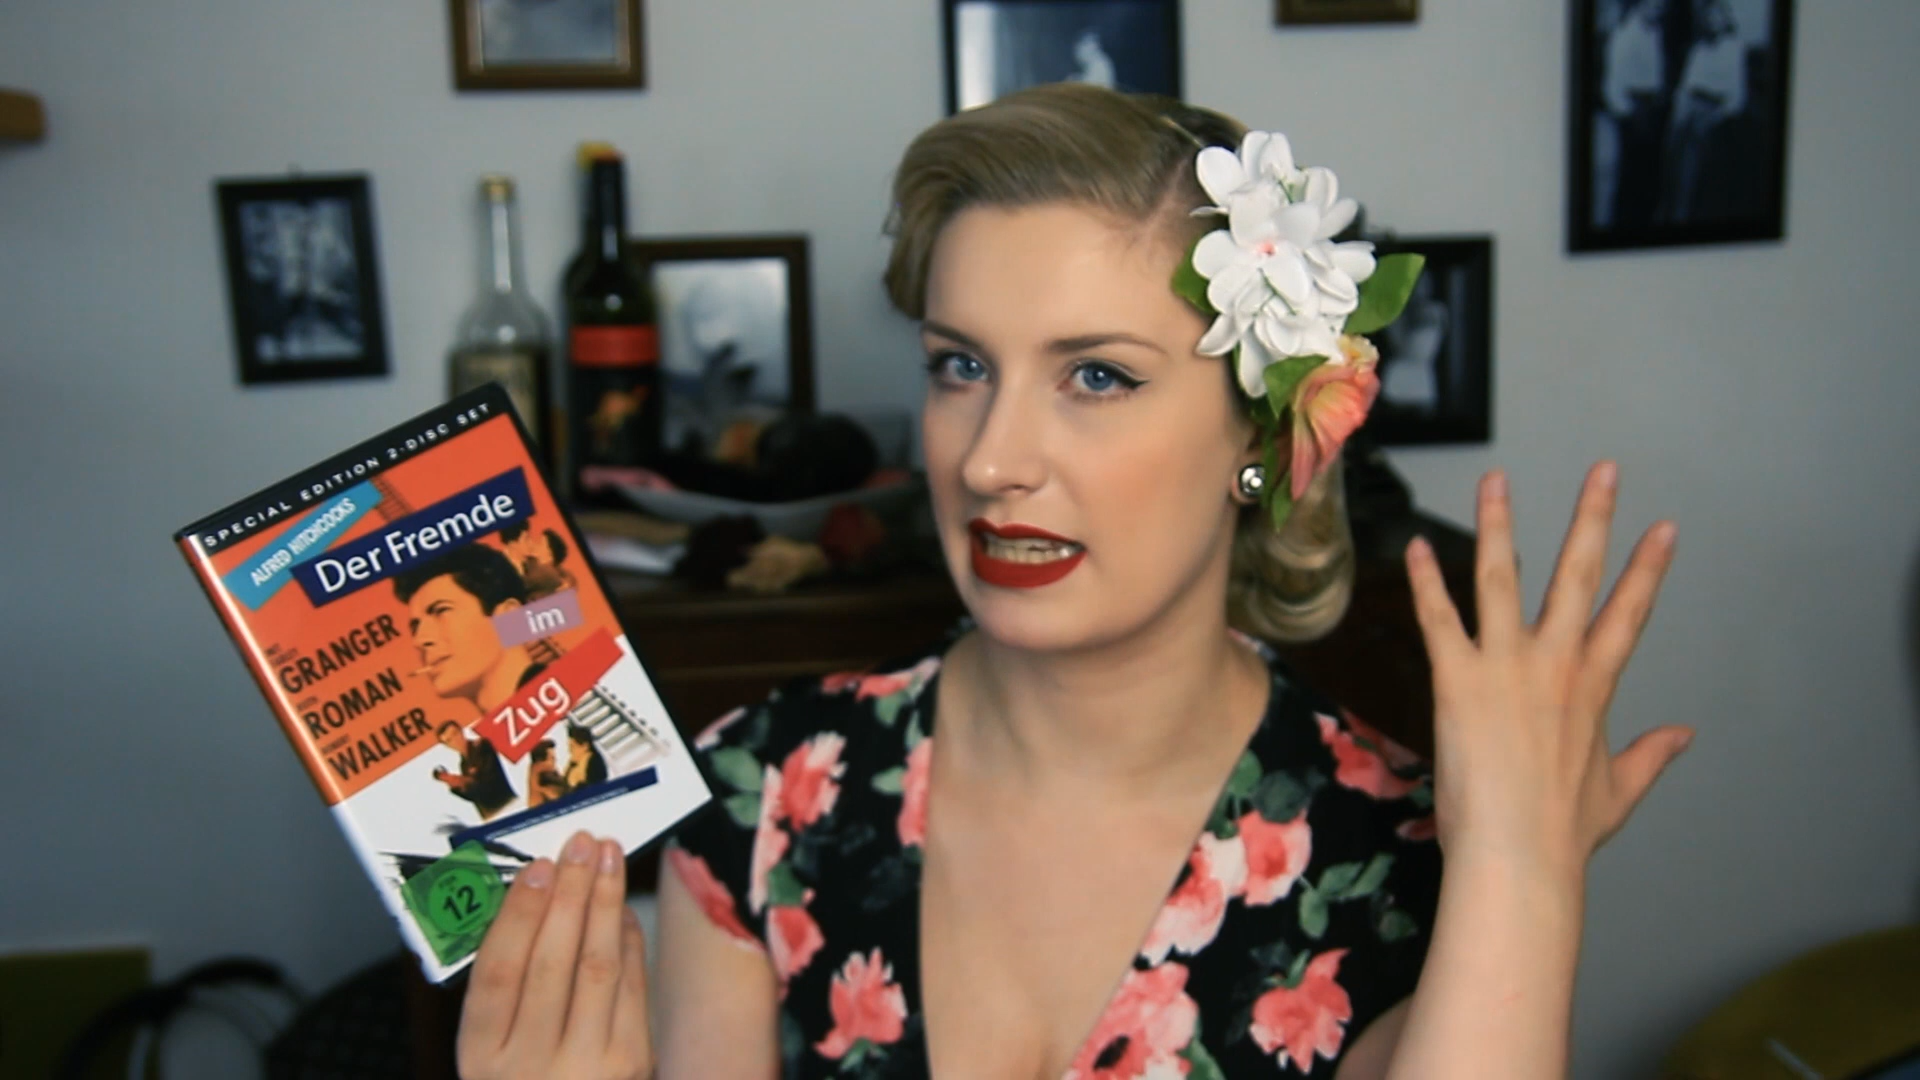 SPECIAL EDITION 2-DISC SET
ALFRED HITCHCOCKS
Der Fremde
im
Zug
GRANGER
ROMAN
WALKER
12